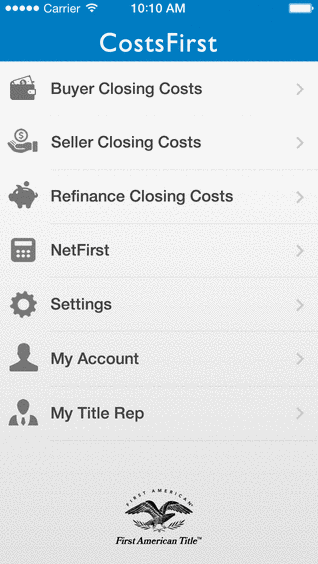 Carrier 10:10 AM
CostsFirst
Buyer Closing Costs
Seller Closing Costs
Refinance Closing Costs
NetFirst
Settings
My Account
My Title Rep
FIRST AMERICAN
First American Title™